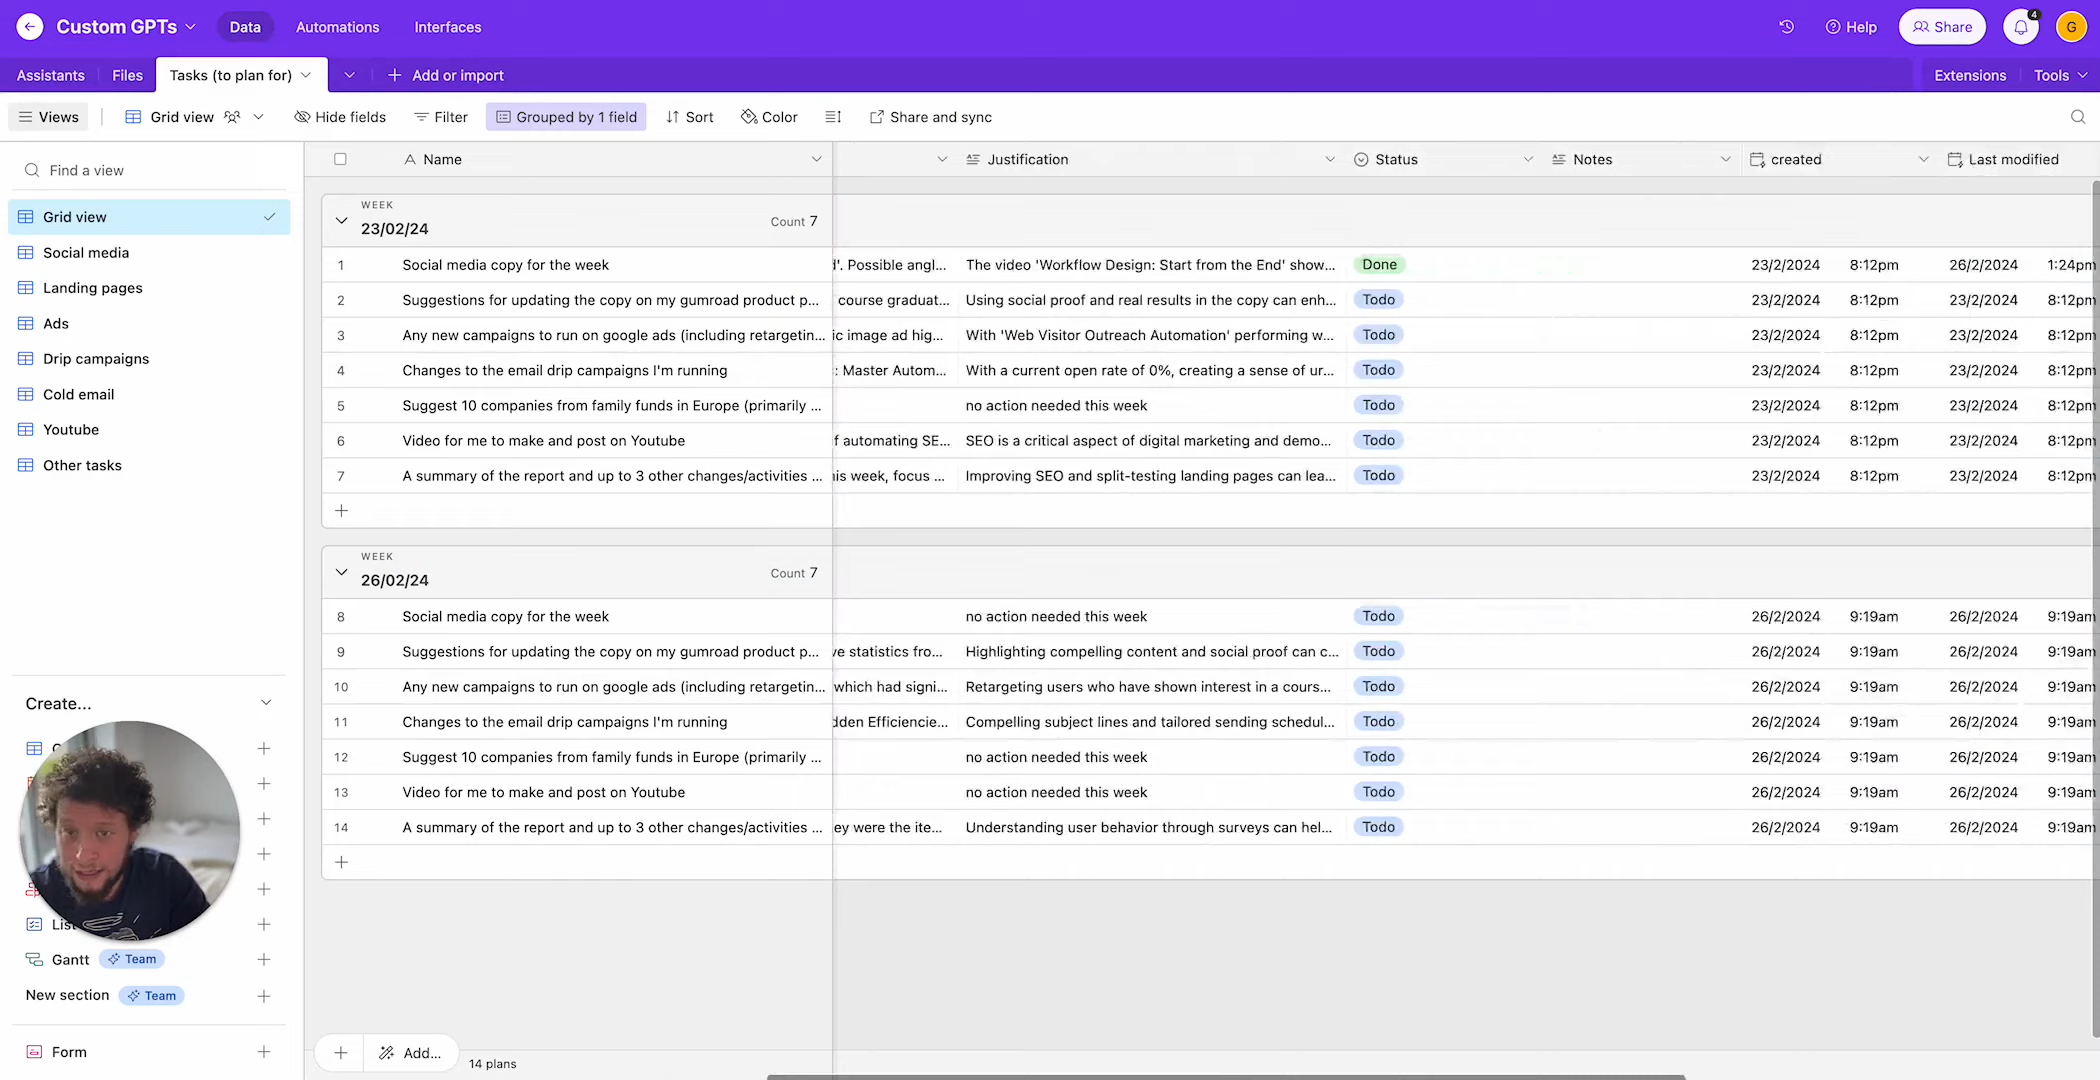 Custom GPTs
Data
Automations
Interfaces
Help
Share
4
G
Assistants
Files
Tasks (to plan for)
Add or import
Extensions
Tools
Views
Grid view
Hide fields
Filter
Grouped by 1 field
Sort
Color
Share and sync
Find a view
Grid view
Social media
Landing pages
Ads
Drip campaigns
Cold email
Youtube
Other tasks
Create...
List
Gantt Team
New section Team
Form
Name Justification Status Notes created Last modified
WEEK
23/02/24 Count 7
1 Social media copy for the week '. Possible angl... The video 'Workflow Design: Start from the End' show... Done 23/2/2024 8:12pm 26/2/2024 1:24pm
2 Suggestions for updating the copy on my gumroad product p... course graduat... Using social proof and real results in the copy can enh... Todo 23/2/2024 8:12pm 23/2/2024 8:12pm
3 Any new campaigns to run on google ads (including retargetin... ic image ad hig... With 'Web Visitor Outreach Automation' performing w... Todo 23/2/2024 8:12pm 23/2/2024 8:12pm
4 Changes to the email drip campaigns I'm running : Master Autom... With a current open rate of 0%, creating a sense of ur... Todo 23/2/2024 8:12pm 23/2/2024 8:12pm
5 Suggest 10 companies from family funds in Europe (primarily ... no action needed this week Todo 23/2/2024 8:12pm 23/2/2024 8:12pm
6 Video for me to make and post on Youtube f automating SE... SEO is a critical aspect of digital marketing and demo... Todo 23/2/2024 8:12pm 23/2/2024 8:12pm
7 A summary of the report and up to 3 other changes/activities ... is week, focus ... Improving SEO and split-testing landing pages can lea... Todo 23/2/2024 8:12pm 23/2/2024 8:12pm
WEEK
26/02/24 Count 7
8 Social media copy for the week no action needed this week Todo 26/2/2024 9:19am 26/2/2024 9:19am
9 Suggestions for updating the copy on my gumroad product p... ve statistics fro... Highlighting compelling content and social proof can c... Todo 26/2/2024 9:19am 26/2/2024 9:19am
10 Any new campaigns to run on google ads (including retargetin... which had signi... Retargeting users who have shown interest in a cours... Todo 26/2/2024 9:19am 26/2/2024 9:19am
11 Changes to the email drip campaigns I'm running dden Efficiencie... Compelling subject lines and tailored sending schedul... Todo 26/2/2024 9:19am 26/2/2024 9:19am
12 Suggest 10 companies from family funds in Europe (primarily ... no action needed this week Todo 26/2/2024 9:19am 26/2/2024 9:19am
13 Video for me to make and post on Youtube no action needed this week Todo 26/2/2024 9:19am 26/2/2024 9:19am
14 A summary of the report and up to 3 other changes/activities ... ey were the ite... Understanding user behavior through surveys can hel... Todo 26/2/2024 9:19am 26/2/2024 9:19am
Add...
14 plans